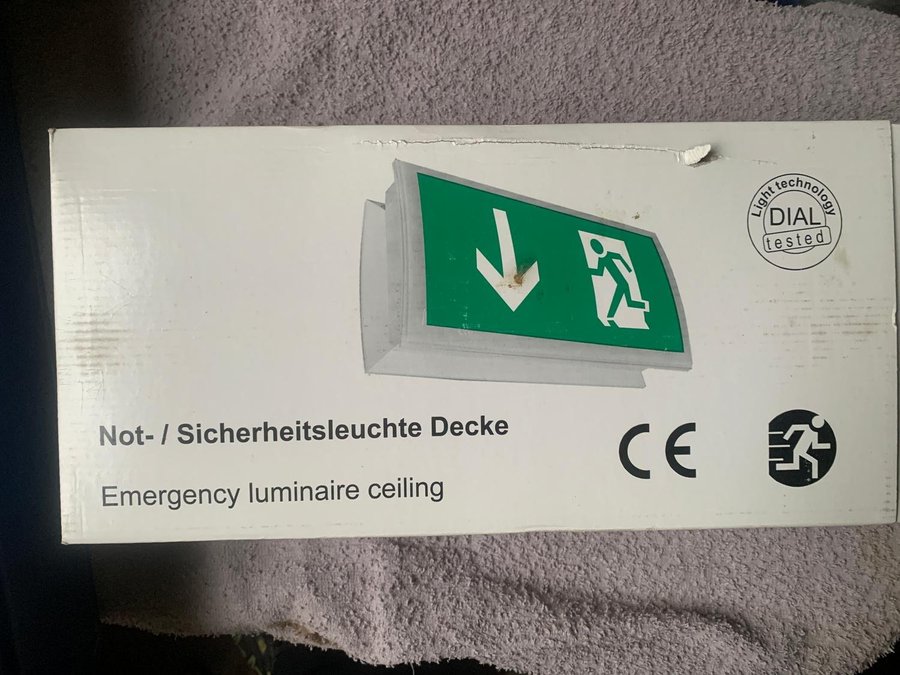 Light technology
DIAL
tested
Not- / Sicherheitsleuchte Decke
CE
Emergency luminaire ceiling